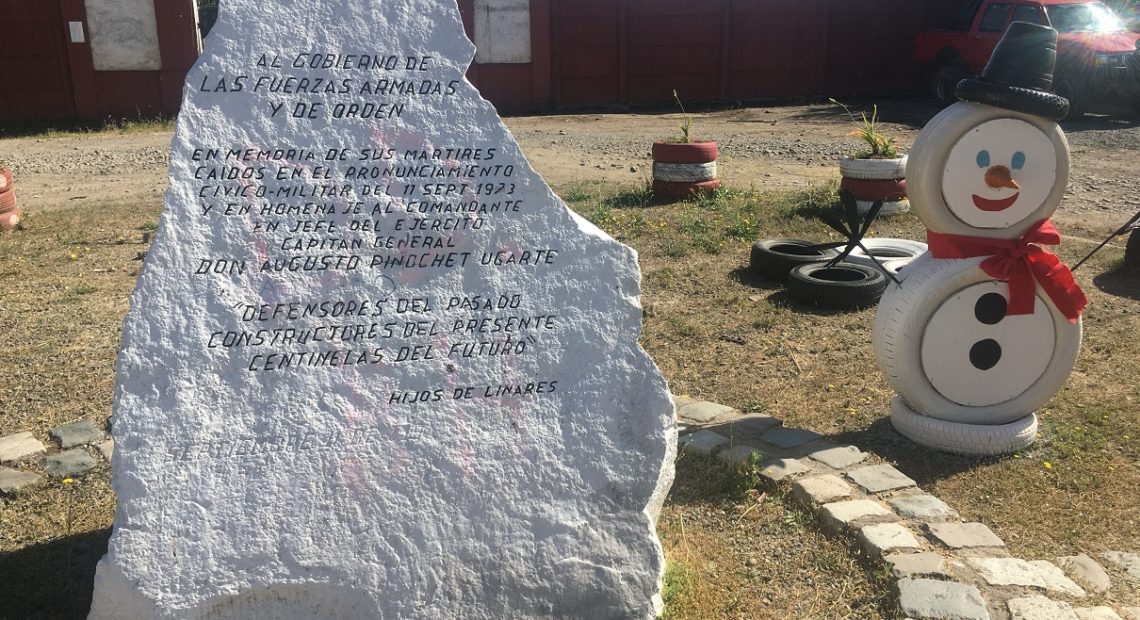 AL GOBIERNO DE
LAS FUERZAS ARMADAS
Y DE ORDEN
EN MEMORIA DE SUS MARTIRES
CAIDOS EN EL PRONUNCIAMIENTO
CIVICO-MILITAR DEL 11 SEPT. 1973
Y EN HOMENAJE AL COMANDANTE
EN JEFE DEL EJERCITO
CAPITAN GENERAL
DON AUGUSTO PINOCHET UGARTE
"DEFENSORES DEL PASADO
CONSTRUCTORES DEL PRESENTE
CENTINELAS DEL FUTURO"
HIJOS DE LINARES